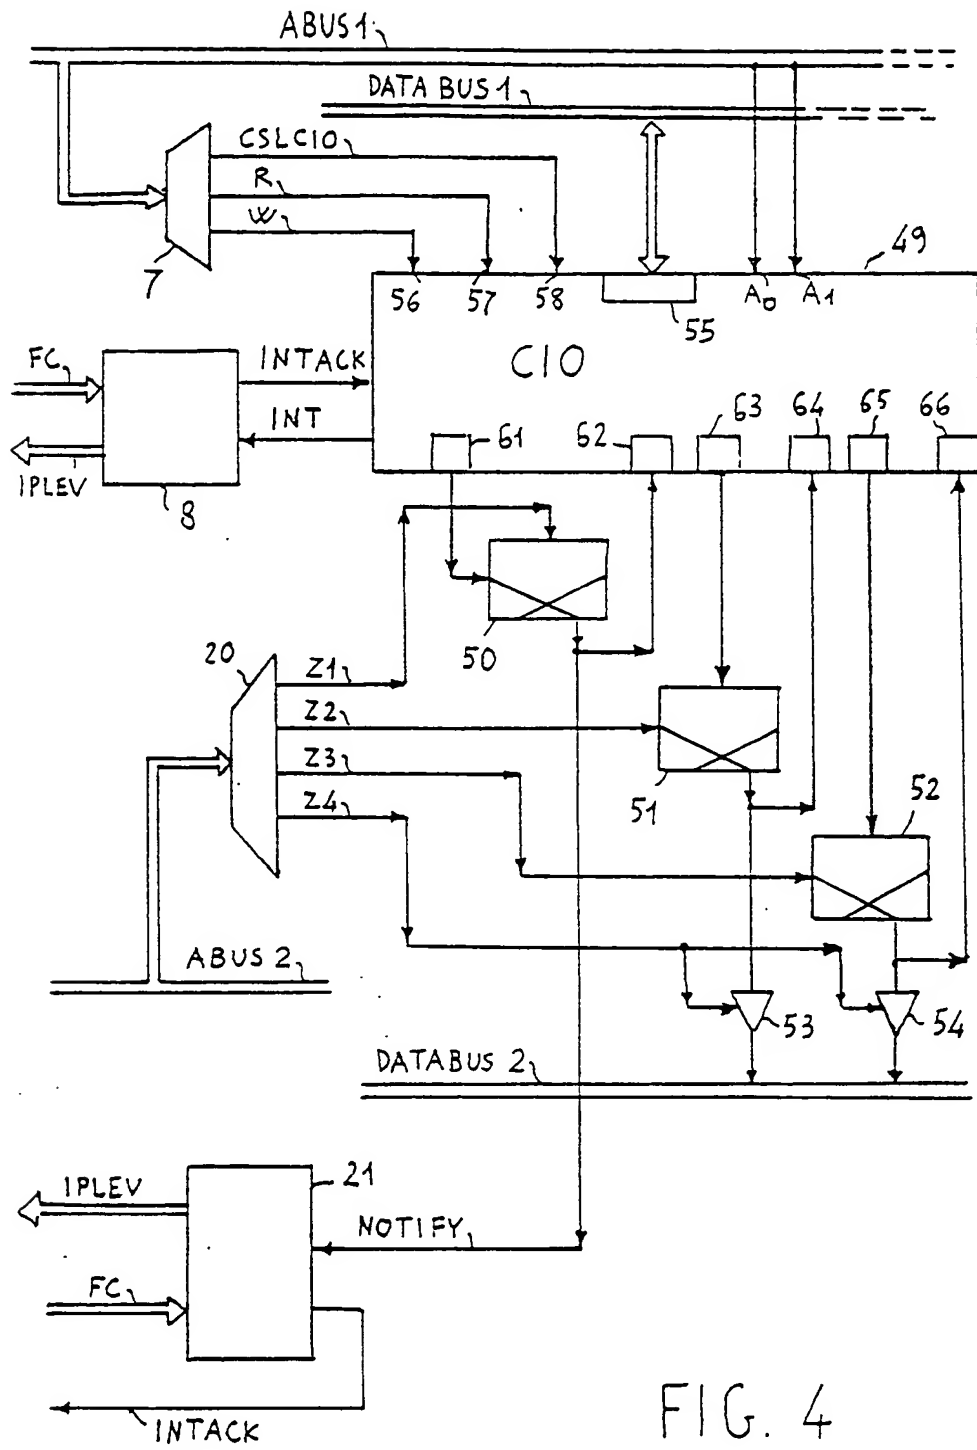 ABUS1
DATA BUS1
CSLCIO
R
W
7
49
56
57
58
55
A0
A1
CIO
FC
INTACK
INT
IPLEV
8
61
62
63
64
65
66
50
20
Z1
Z2
Z3
Z4
51
52
ABUS 2
53
54
DATABUS 2
IPLEV
21
NOTIFY
FC
INTACK
FIG. 4